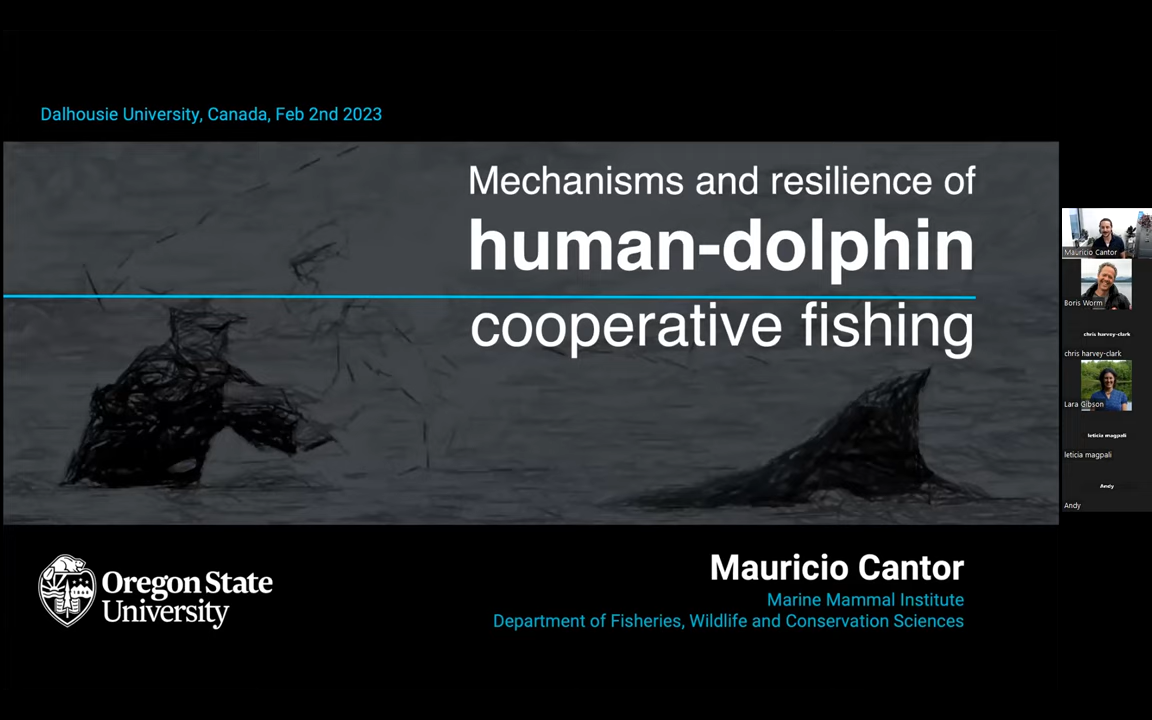 Dalhousie University, Canada, Feb 2nd 2023
Mechanisms and resilience of
human-dolphin
cooperative fishing
Oregon State
University
Mauricio Cantor
Marine Mammal Institute
Department of Fisheries, Wildlife and Conservation Sciences
Mauricio Cantor
Boris Worm
chris harvey-clark
chris harvey-clark
Lara Gibson
leticia magpali
leticia magpali
Andy
Andy